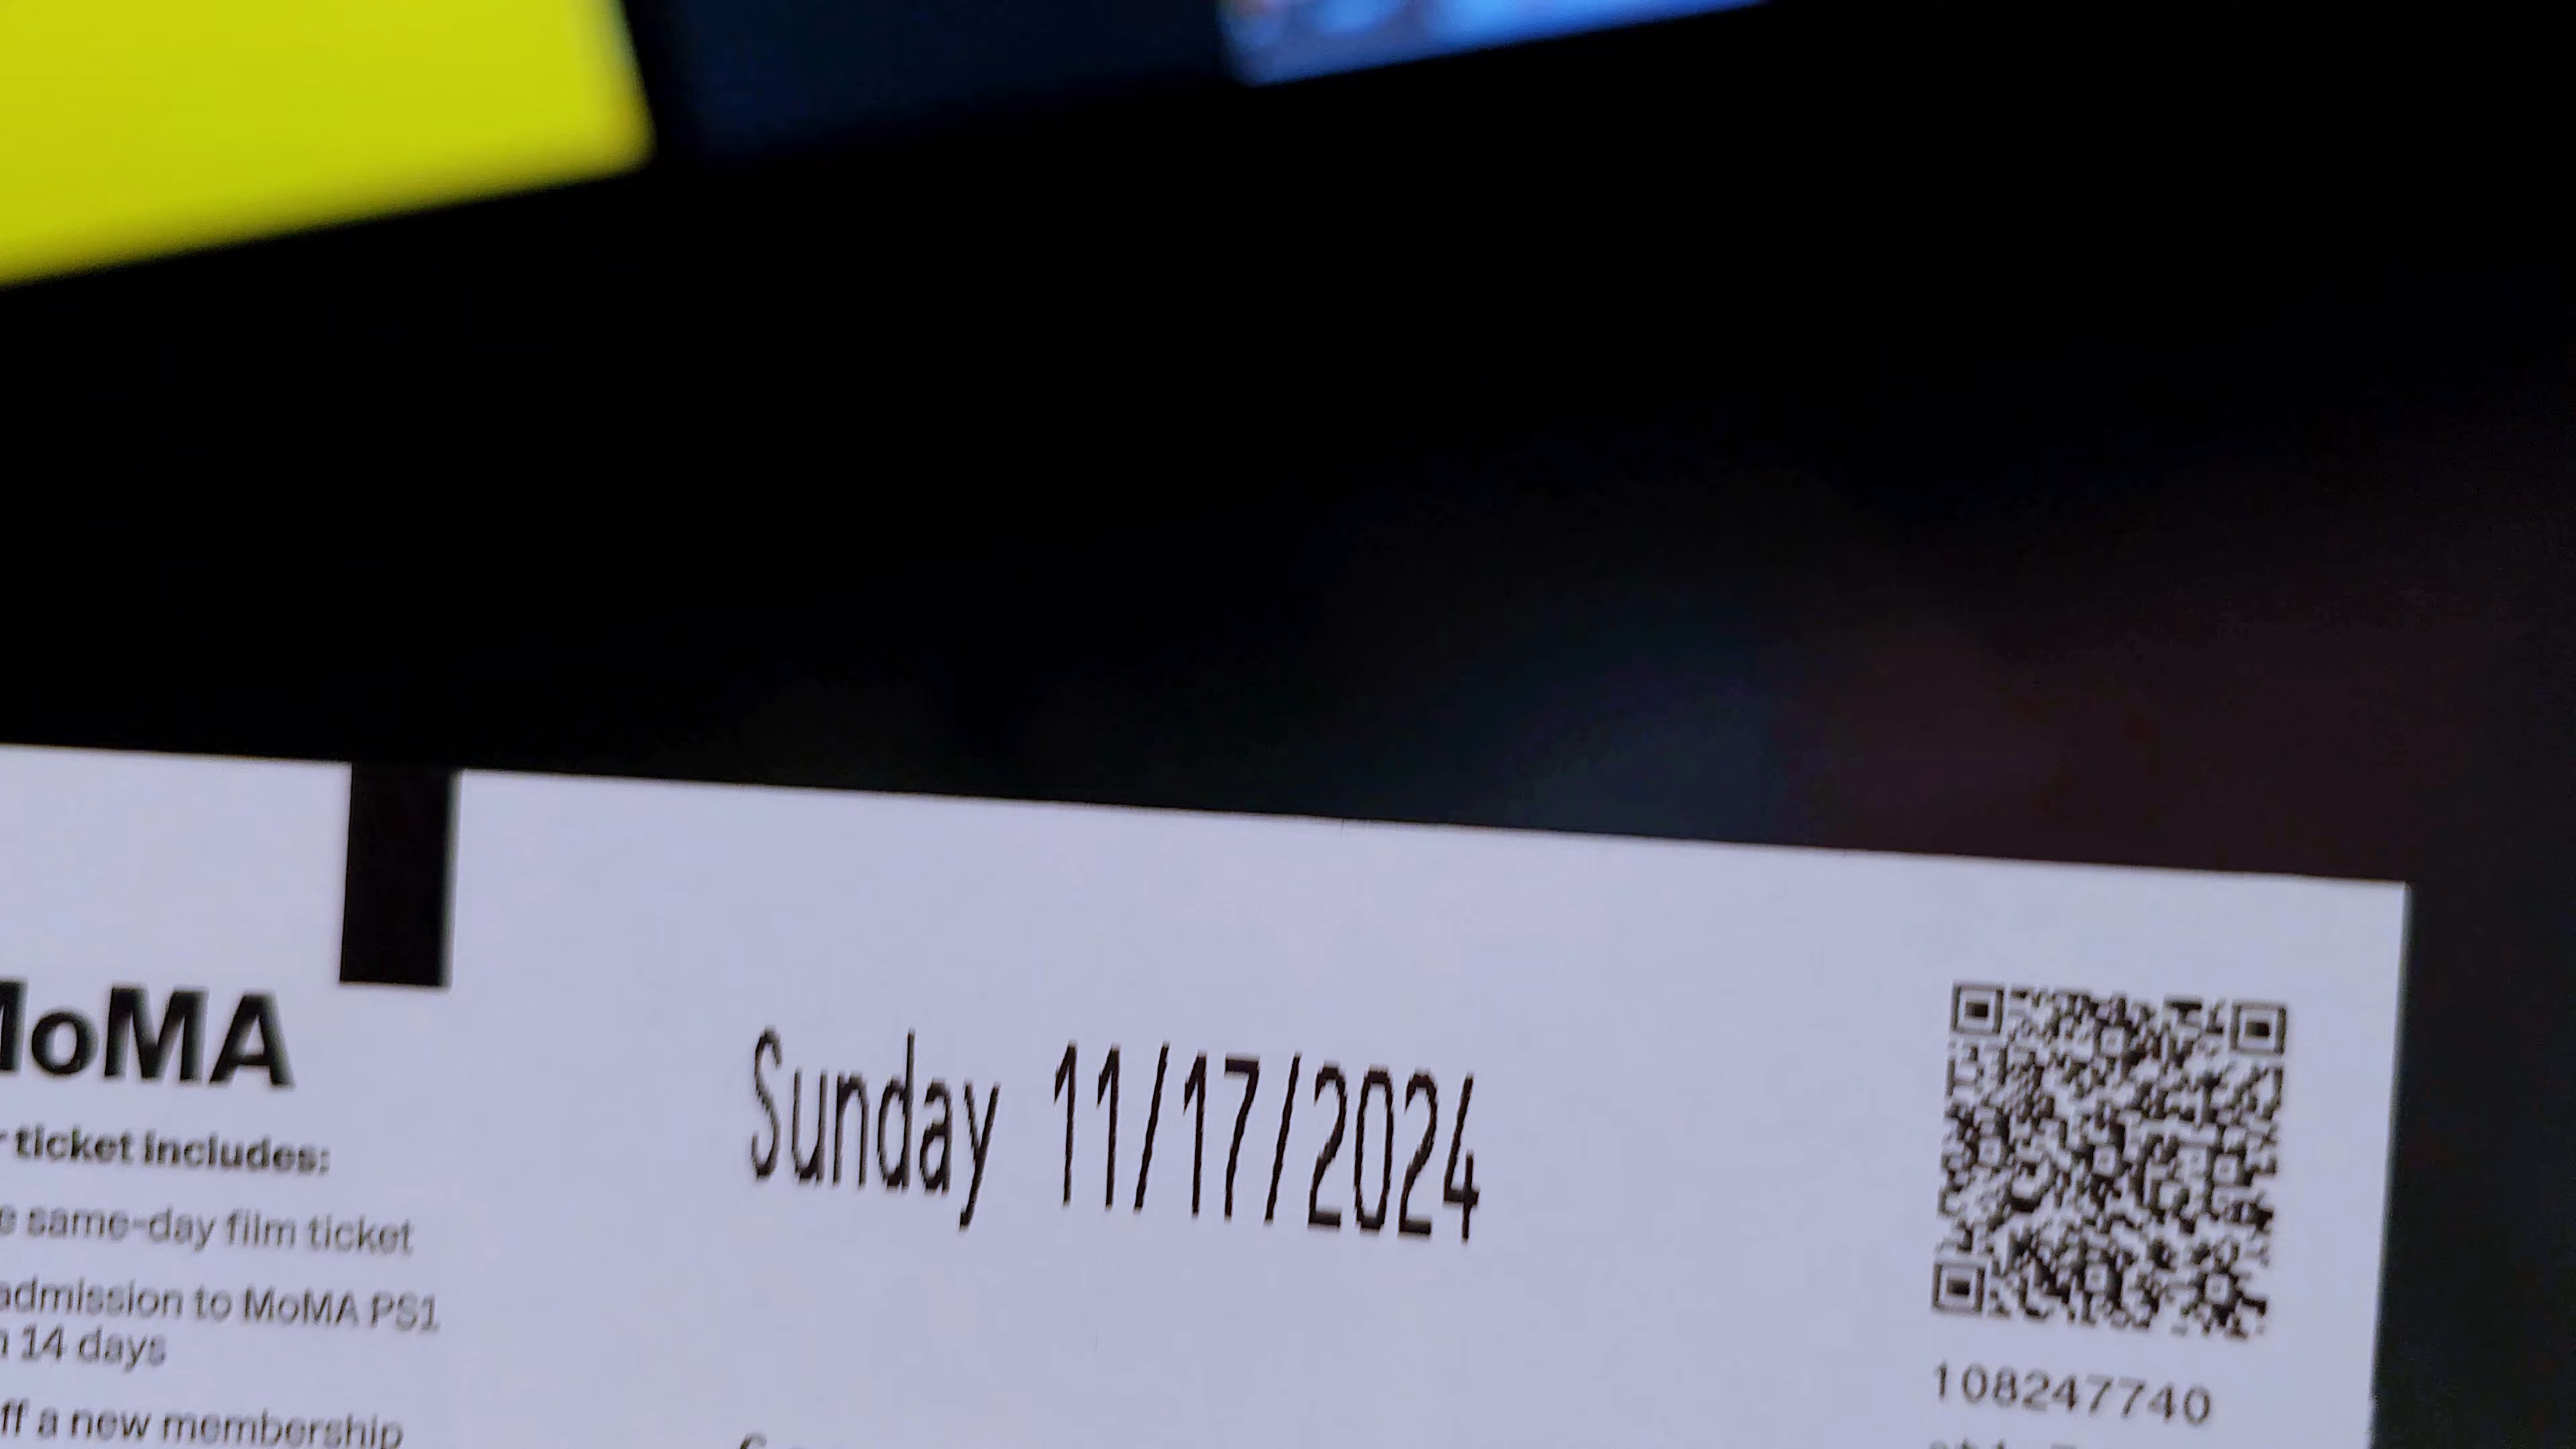 MoMA
ticket includes:
same-day film ticket
admission to MoMA PS1
14 days
a new membership
Sunday 11/17/2024
108247740